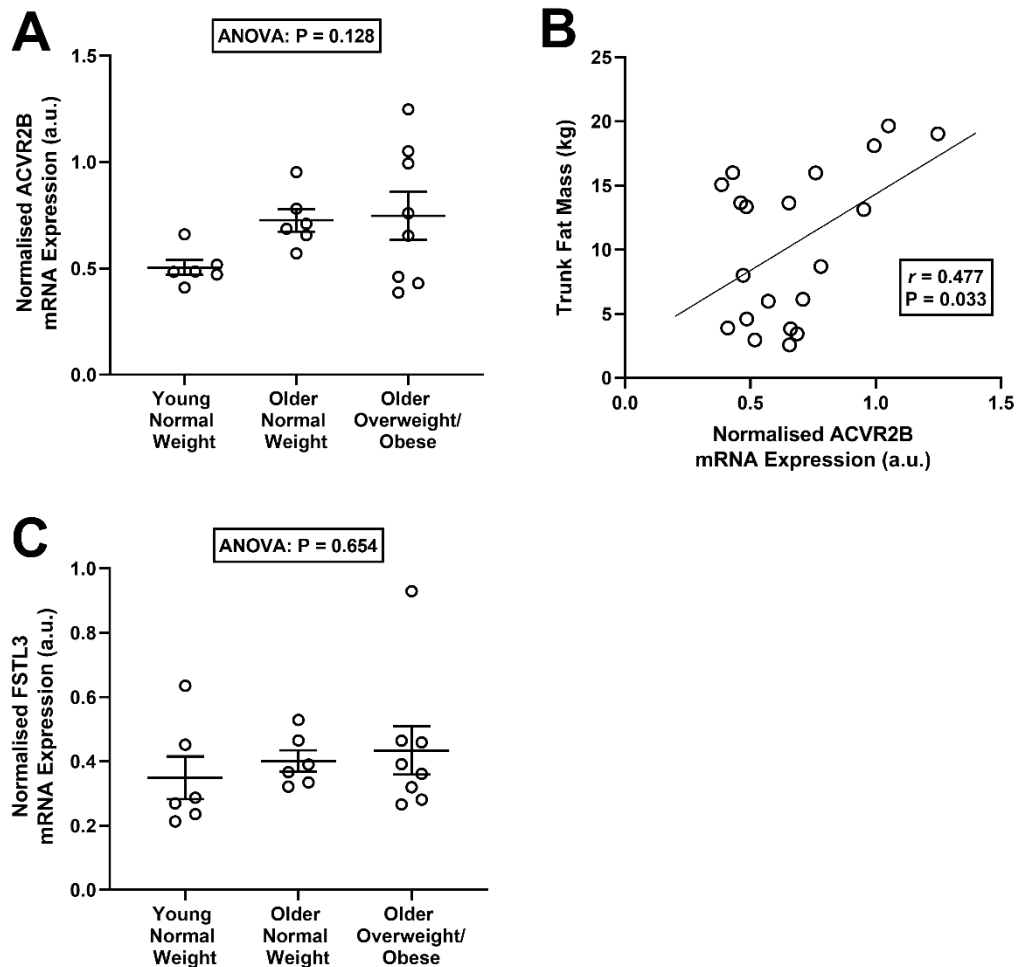 A
ANOVA: P = 0.128
Normalised ACVR2B
mRNA Expression (a.u.)
1.5
1.0
0.5
0.0
Young
Normal
Weight
Older
Normal
Weight
Older
Overweight/
Obese
B
Trunk Fat Mass (kg)
25
20
15
10
5
0
r = 0.477
P = 0.033
0.0
0.5
1.0
1.5
Normalised ACVR2B
mRNA Expression (a.u.)
C
ANOVA: P = 0.654
Normalised FSTL3
mRNA Expression (a.u.)
1.0
0.8
0.6
0.4
0.2
0.0
Young
Normal
Weight
Older
Normal
Weight
Older
Overweight/
Obese